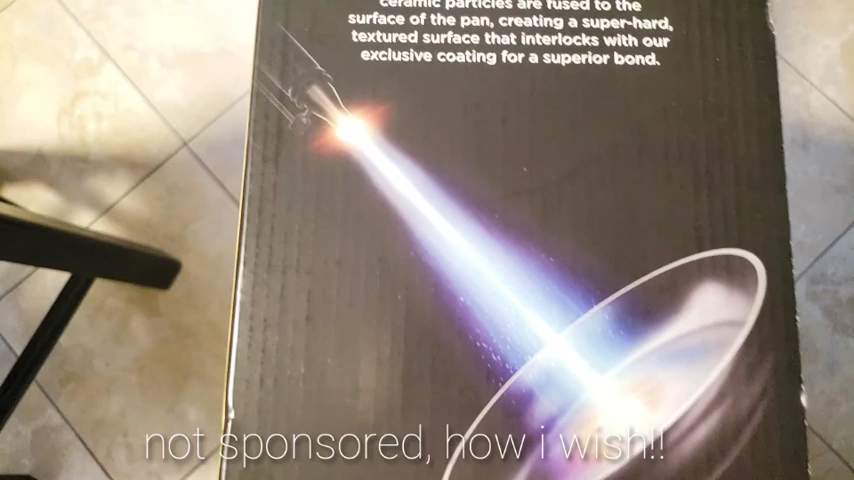 ceramic particles are fused to the
surface of the pan, creating a super-hard,
textured surface that interlocks with our
exclusive coating for a superior bond.
not sponsored, how i wish!!